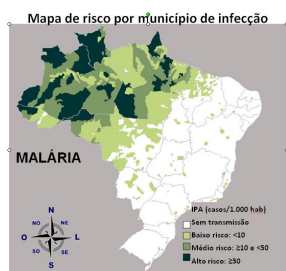 Mapa de risco por município de infecção
MALÁRIA
N
NO NE
O L
SO SE
S
IPA (casos/1.000 hab)
Sem transmissão
Baixo risco: <10
Médio risco: ≥10 e <50
Alto risco: ≥50